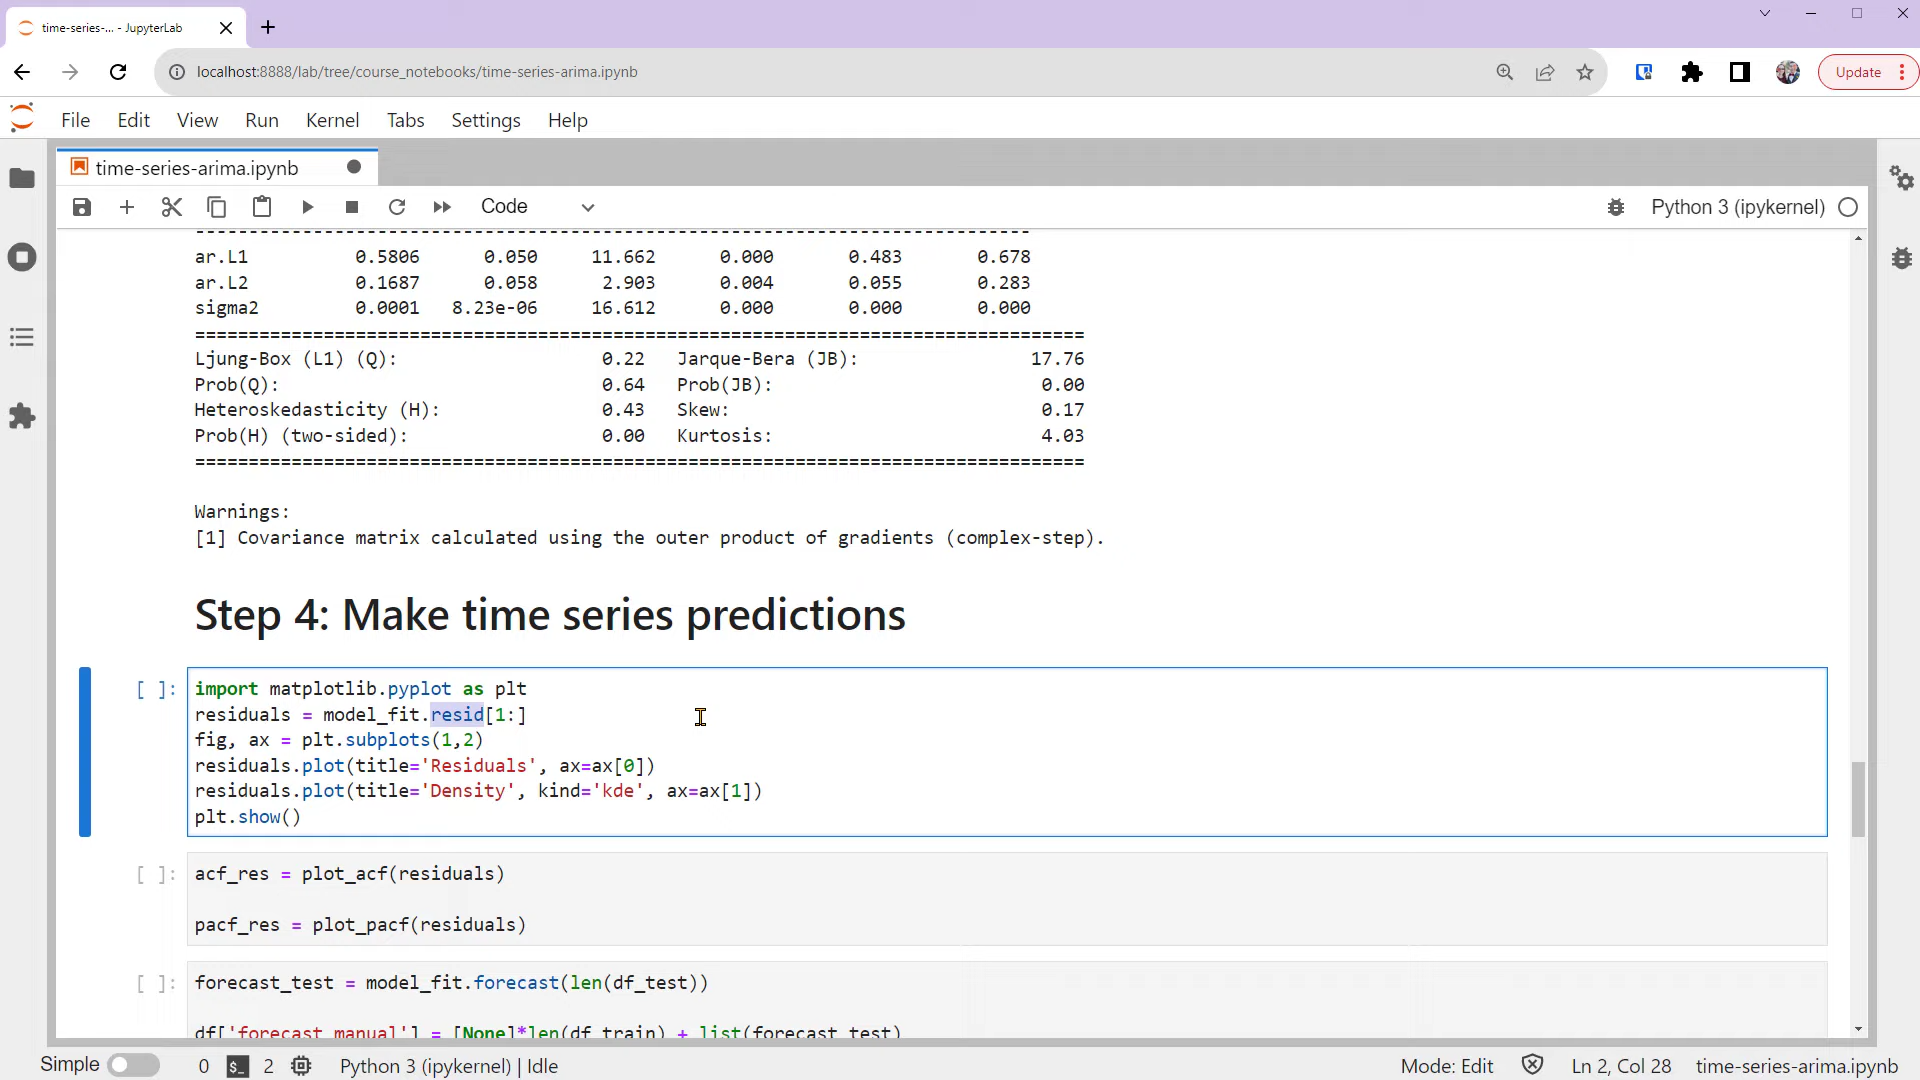 time-series-... - JupyterLab
localhost:8888/lab/tree/course_notebooks/time-series-arima.ipynb
Update
File Edit View Run Kernel Tabs Settings Help
time-series-arima.ipynb
Code
Python 3 (ipykernel)
------------------------------------------------------------------------------
ar.L1 0.5806 0.050 11.662 0.000 0.483 0.678
ar.L2 0.1687 0.058 2.903 0.004 0.055 0.283
sigma2 0.0001 8.23e-06 16.612 0.000 0.000 0.000
===================================================================================
Ljung-Box (L1) (Q): 0.22 Jarque-Bera (JB): 17.76
Prob(Q): 0.64 Prob(JB): 0.00
Heteroskedasticity (H): 0.43 Skew: 0.17
Prob(H) (two-sided): 0.00 Kurtosis: 4.03
===================================================================================
Warnings:
[1] Covariance matrix calculated using the outer product of gradients (complex-step).
Step 4: Make time series predictions
[ ]: import matplotlib.pyplot as plt
residuals = model_fit.resid[1:]
fig, ax = plt.subplots(1,2)
residuals.plot(title='Residuals', ax=ax[0])
residuals.plot(title='Density', kind='kde', ax=ax[1])
plt.show()
[ ]: acf_res = plot_acf(residuals)
pacf_res = plot_pacf(residuals)
[ ]: forecast_test = model_fit.forecast(len(df_test))
df['forecast_manual'] = [None]*len(df_train) + list(forecast_test)
Simple 0 $_ 2 Python 3 (ipykernel) | Idle Mode: Edit Ln 2, Col 28 time-series-arima.ipynb